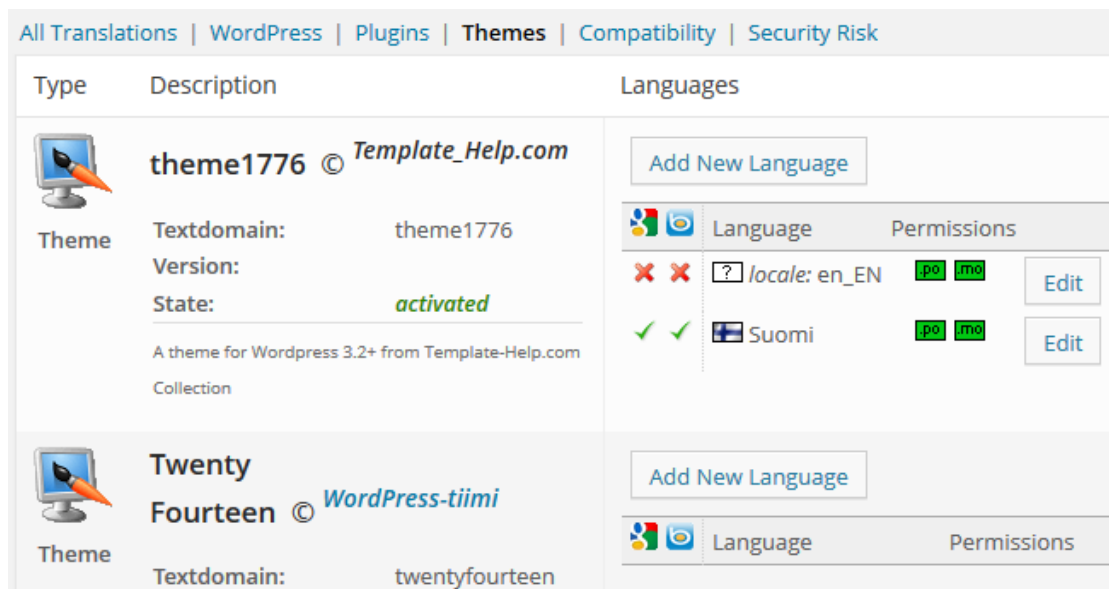 All Translations | WordPress | Plugins | Themes | Compatibility | Security Risk
Type Description Languages
theme1776 © Template_Help.com
Add New Language
Theme
Textdomain: theme1776
Version:
State: activated
A theme for Wordpress 3.2+ from Template-Help.com
Collection
Language Permissions
? locale: en_EN .po .mo Edit
Suomi .po .mo Edit
Twenty
Fourteen © WordPress-tiimi
Add New Language
Theme
Textdomain: twentyfourteen
Language Permissions